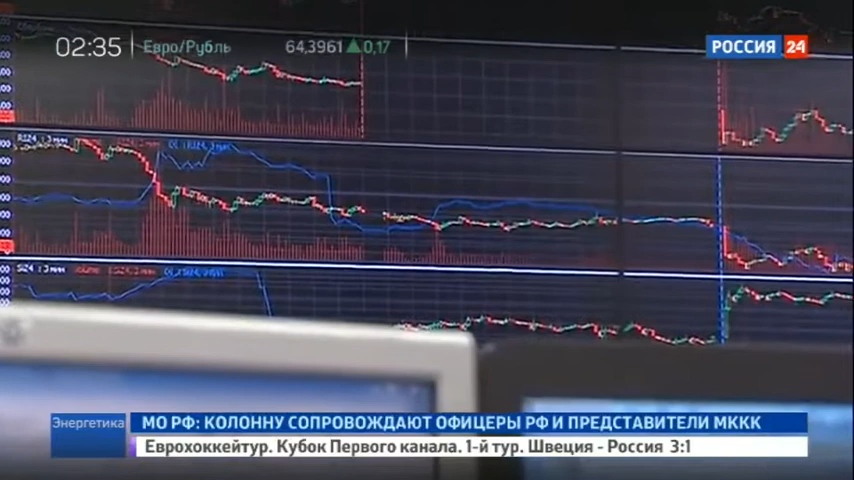 02:35
Евро/Рубль
64,3961 0,17
РОССИЯ 24
Энергетика
МО РФ: КОЛОННУ СОПРОВОЖДАЮТ ОФИЦЕРЫ РФ И ПРЕДСТАВИТЕЛИ МККК
Еврохоккейтур. Кубок Первого канала. 1-й тур. Швеция - Россия 3:1